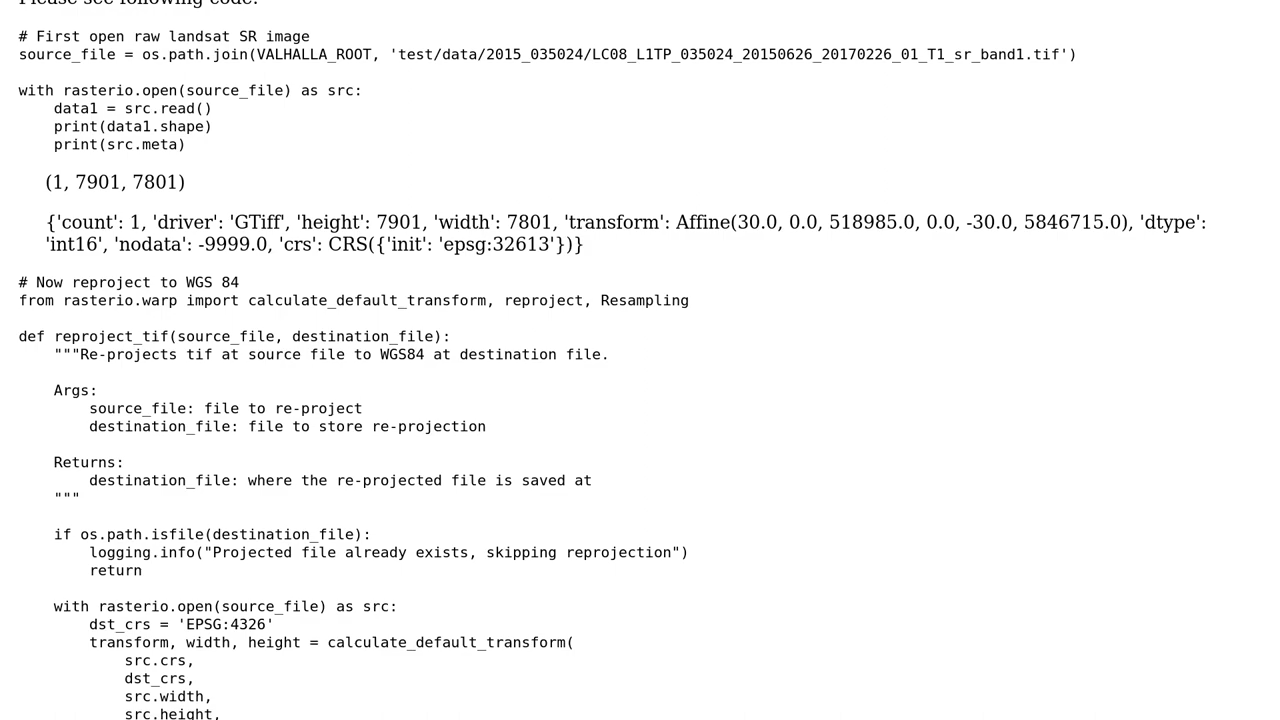 Please see following code:
# First open raw landsat SR image
source_file = os.path.join(VALHALLA_ROOT, 'test/data/2015_035024/LC08_L1TP_035024_20150626_20170226_01_T1_sr_band1.tif')
with rasterio.open(source_file) as src:
    data1 = src.read()
    print(data1.shape)
    print(src.meta)
(1, 7901, 7801)
{'count': 1, 'driver': 'GTiff', 'height': 7901, 'width': 7801, 'transform': Affine(30.0, 0.0, 518985.0, 0.0, -30.0, 5846715.0), 'dtype':
'int16', 'nodata': -9999.0, 'crs': CRS({'init': 'epsg:32613'})}
# Now reproject to WGS 84
from rasterio.warp import calculate_default_transform, reproject, Resampling
def reproject_tif(source_file, destination_file):
    """Re-projects tif at source file to WGS84 at destination file.
    Args:
        source_file: file to re-project
        destination_file: file to store re-projection
    Returns:
        destination_file: where the re-projected file is saved at
    """
    if os.path.isfile(destination_file):
        logging.info("Projected file already exists, skipping reprojection")
        return
    with rasterio.open(source_file) as src:
        dst_crs = 'EPSG:4326'
        transform, width, height = calculate_default_transform(
            src.crs,
            dst_crs,
            src.width,
            src.height,